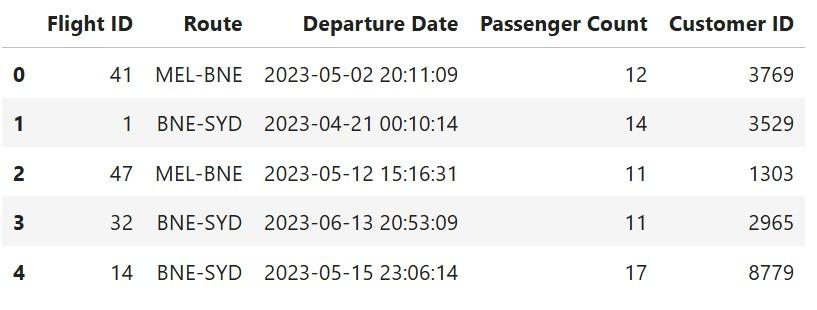 Flight ID Route Departure Date Passenger Count Customer ID
0 41 MEL-BNE 2023-05-02 20:11:09 12 3769
1 1 BNE-SYD 2023-04-21 00:10:14 14 3529
2 47 MEL-BNE 2023-05-12 15:16:31 11 1303
3 32 BNE-SYD 2023-06-13 20:53:09 11 2965
4 14 BNE-SYD 2023-05-15 23:06:14 17 8779